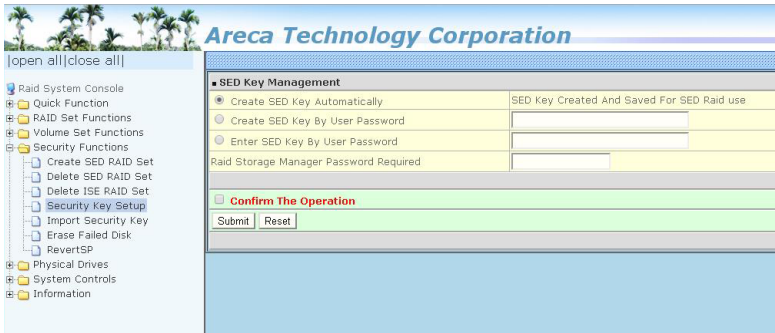 Areca Technology Corporation
|open all|close all|
Raid System Console
Quick Function
RAID Set Functions
Volume Set Functions
Security Functions
Create SED RAID Set
Delete SED RAID Set
Delete ISE RAID Set
Security Key Setup
Import Security Key
Erase Failed Disk
RevertSP
Physical Drives
System Controls
Information
SED Key Management
Create SED Key Automatically SED Key Created And Saved For SED Raid use
Create SED Key By User Password
Enter SED Key By User Password
Raid Storage Manager Password Required
Confirm The Operation
Submit Reset